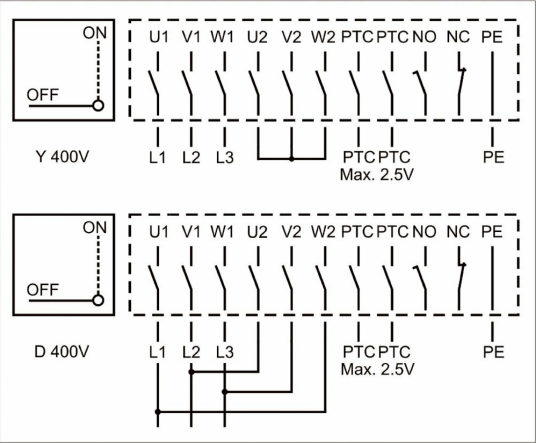 ON
OFF
Y 400V
U1 V1 W1 U2 V2 W2 PTC PTC NO NC PE
L1 L2 L3 PTC PTC PE
Max. 2.5V
ON
OFF
D 400V
U1 V1 W1 U2 V2 W2 PTC PTC NO NC PE
L1 L2 L3 PTC PTC PE
Max. 2.5V